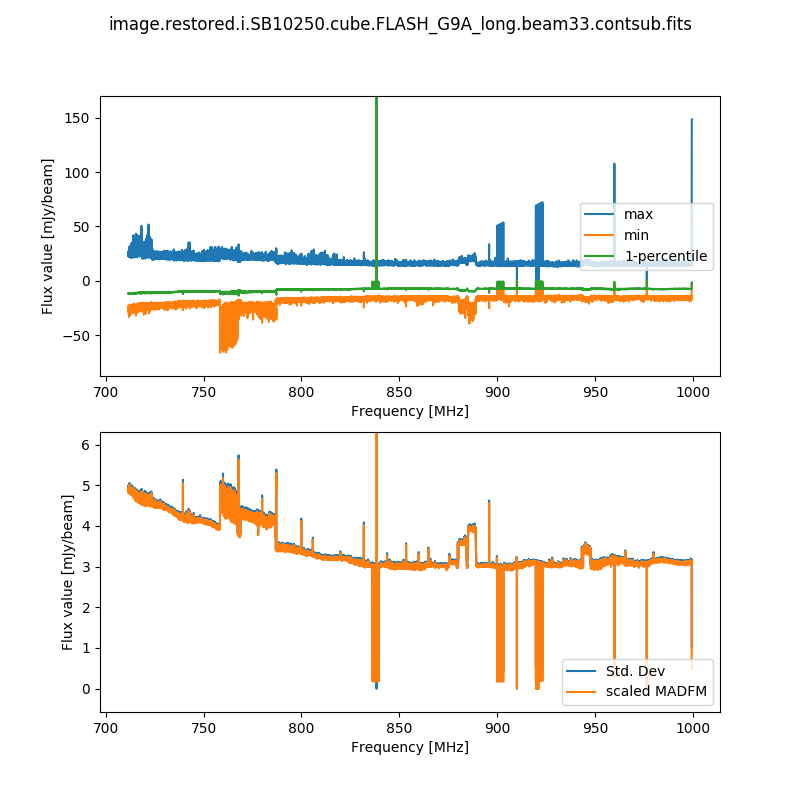 image.restored.i.SB10250.cube.FLASH_G9A_long.beam33.contsub.fits
Flux value [mJy/beam]
150
100
50
0
−50
max
min
1-percentile
700 750 800 850 900 950 1000
Frequency [MHz]
Flux value [mJy/beam]
6
5
4
3
2
1
0
Std. Dev
scaled MADFM
700 750 800 850 900 950 1000
Frequency [MHz]